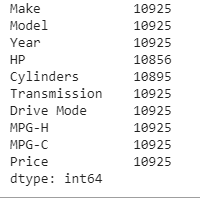 Make 10925
Model 10925
Year 10925
HP 10856
Cylinders 10895
Transmission 10925
Drive Mode 10925
MPG-H 10925
MPG-C 10925
Price 10925
dtype: int64